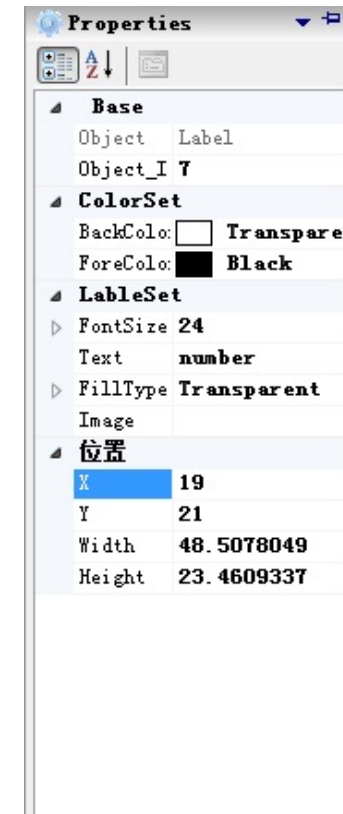 Properties
A
Z
Base
Object Label
Object_I 7
ColorSet
BackColo: Transpare
ForeColo: Black
LableSet
FontSize 24
Text number
FillType Transparent
Image
位置
X 19
Y 21
Width 48.5078049
Height 23.4609337